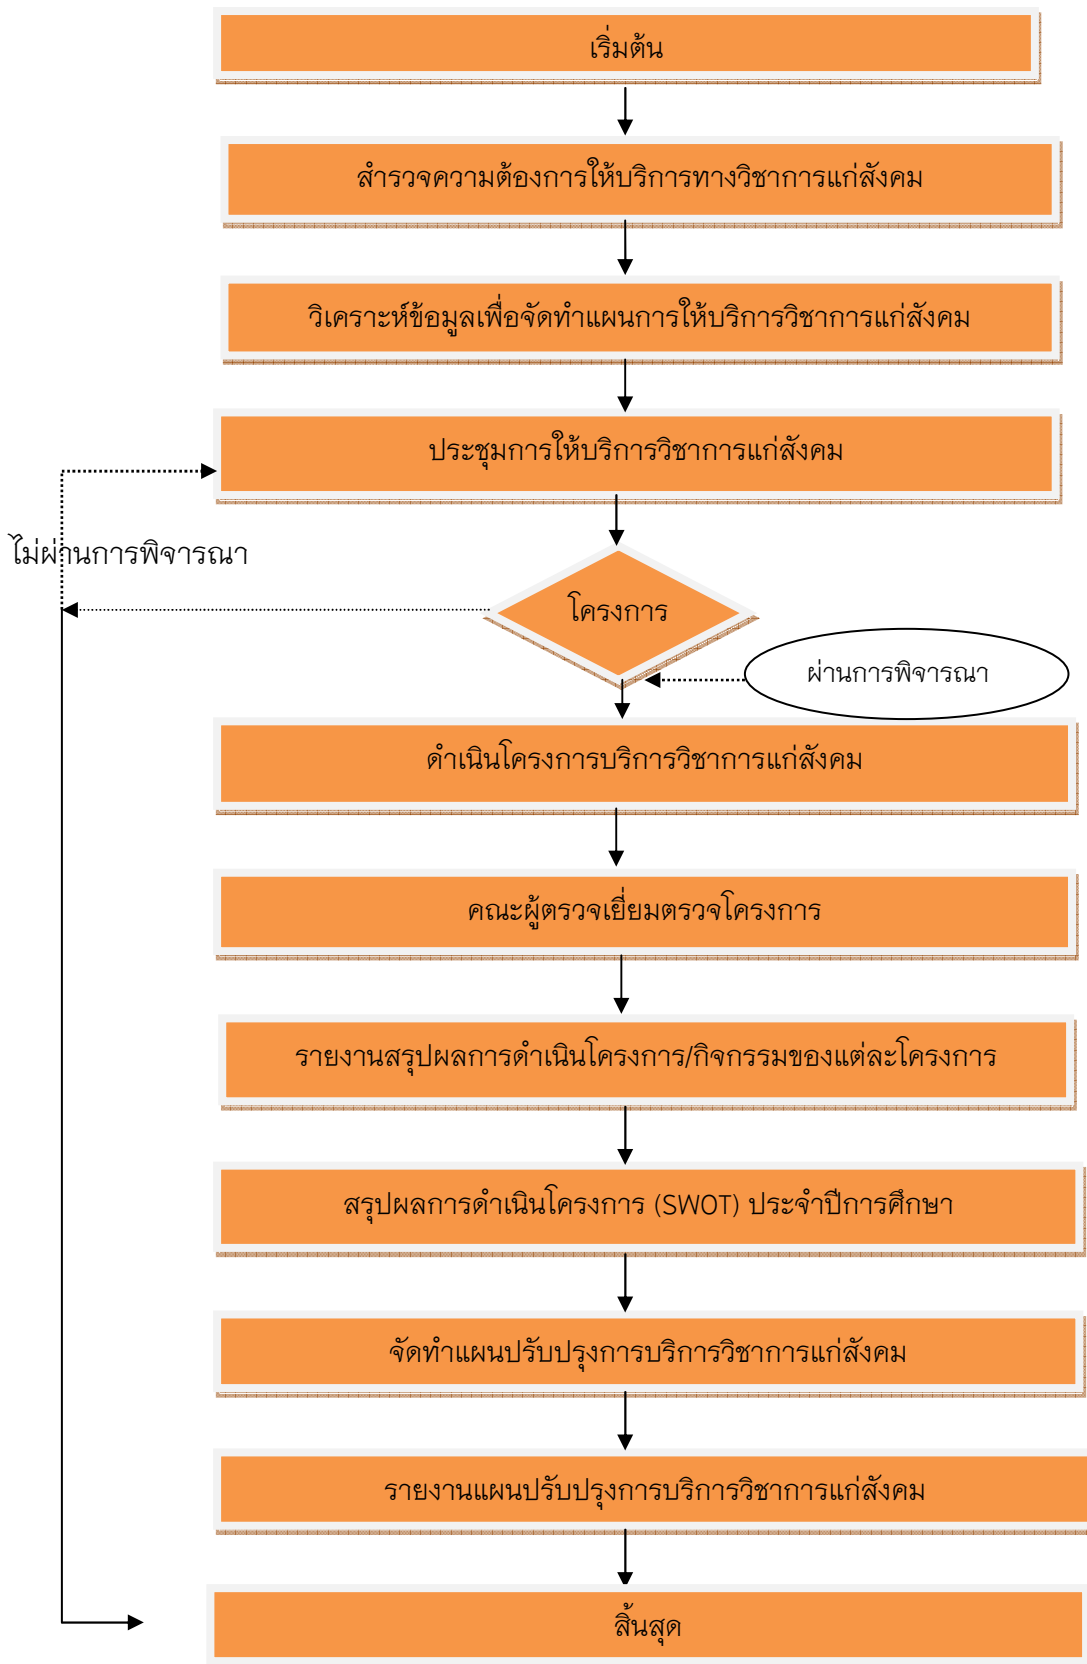 เริ่มต้น
สำรวจความต้องการให้บริการทางวิชาการแก่สังคม
วิเคราะห์ข้อมูลเพื่อจัดทำแผนการให้บริการวิชาการแก่สังคม
ประชุมการให้บริการวิชาการแก่สังคม
ไม่ผ่านการพิจารณา
โครงการ
ผ่านการพิจารณา
ดำเนินโครงการบริการวิชาการแก่สังคม
คณะผู้ตรวจเยี่ยมตรวจโครงการ
รายงานสรุปผลการดำเนินโครงการ/กิจกรรมของแต่ละโครงการ
สรุปผลการดำเนินโครงการ (SWOT) ประจำปีการศึกษา
จัดทำแผนปรับปรุงการบริการวิชาการแก่สังคม
รายงานแผนปรับปรุงการบริการวิชาการแก่สังคม
สิ้นสุด